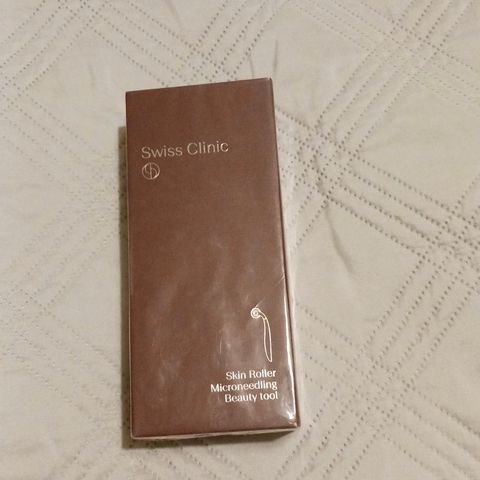 Swiss Clinic
Skin Roller
Microneedling
Beauty tool